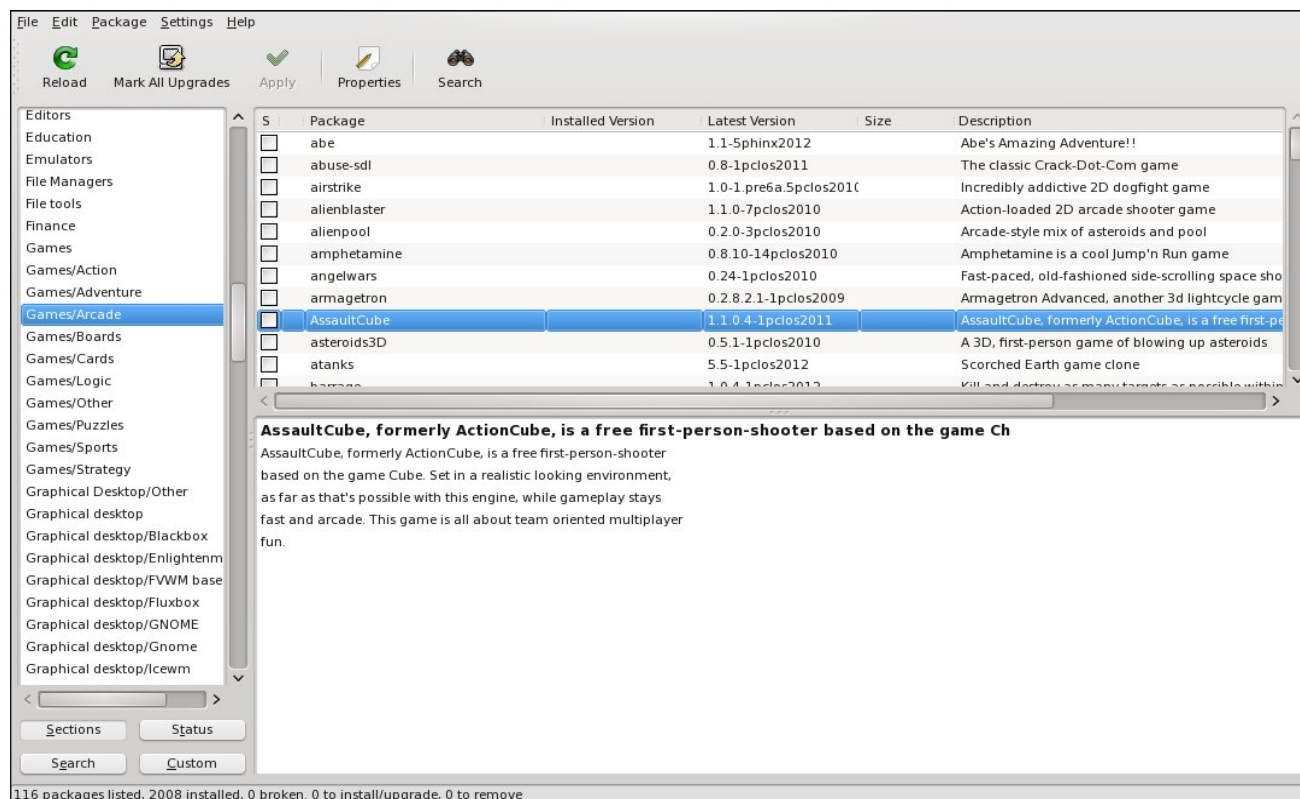 File Edit Package Settings Help
Reload Mark All Upgrades Apply Properties Search
Editors
Education
Emulators
File Managers
File tools
Finance
Games
Games/Action
Games/Adventure
Games/Arcade
Games/Boards
Games/Cards
Games/Logic
Games/Other
Games/Puzzles
Games/Sports
Games/Strategy
Graphical Desktop/Other
Graphical desktop
Graphical desktop/Blackbox
Graphical desktop/Enlightenm
Graphical desktop/FVWM base
Graphical desktop/Fluxbox
Graphical desktop/GNOME
Graphical desktop/Gnome
Graphical desktop/Icewm
Sections Status
Search Custom
S Package Installed Version Latest Version Size Description
abe 1.1-5phinx2012 Abe's Amazing Adventure!!
abuse-sdl 0.8-1pclos2011 The classic Crack-Dot-Com game
airstrike 1.0-1.pre6a.5pclos201( Incredibly addictive 2D dogfight game
alienblaster 1.1.0-7pclos2010 Action-loaded 2D arcade shooter game
alienpool 0.2.0-3pclos2010 Arcade-style mix of asteroids and pool
amphetamine 0.8.10-14pclos2010 Amphetamine is a cool Jump'n Run game
angelwars 0.24-1pclos2010 Fast-paced, old-fashioned side-scrolling space sho
armagetron 0.2.8.2.1-1pclos2009 Armagetron Advanced, another 3d lightcycle gam
AssaultCube 1.1.0.4-1pclos2011 AssaultCube, formerly ActionCube, is a free first-pe
asteroids3D 0.5.1-1pclos2010 A 3D, first-person game of blowing up asteroids
atanks 5.5-1pclos2012 Scorched Earth game clone
barrage 1.0.4-1pclos2012 Kill and destroy as many targets as possible within
AssaultCube, formerly ActionCube, is a free first-person-shooter based on the game Ch
AssaultCube, formerly ActionCube, is a free first-person-shooter
based on the game Cube. Set in a realistic looking environment,
as far as that's possible with this engine, while gameplay stays
fast and arcade. This game is all about team oriented multiplayer
fun.
116 packages listed, 2008 installed, 0 broken. 0 to install/upgrade, 0 to remove